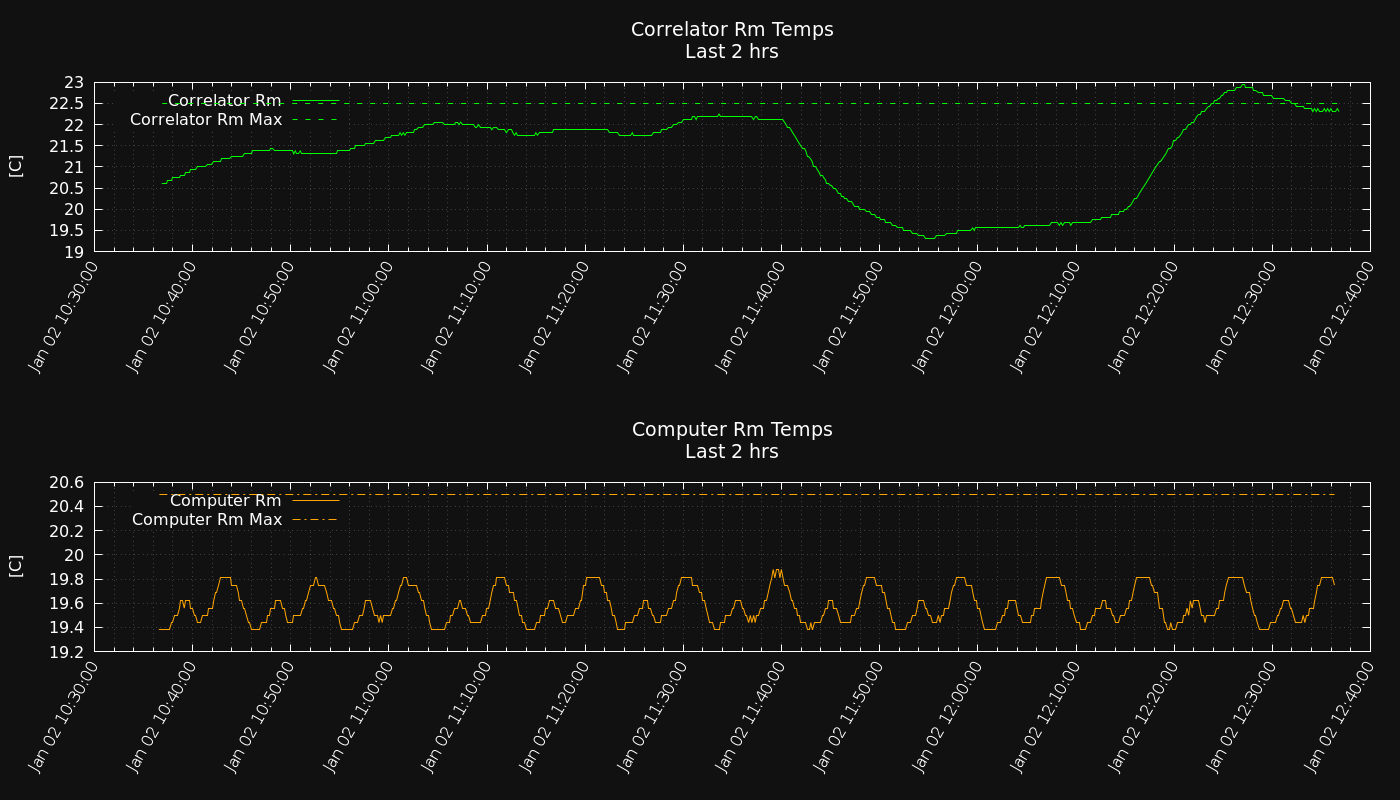 Correlator Rm Temps
Last 2 hrs
23
22.5
22
21.5
21
20.5
20
19.5
19
[C]
Correlator Rm
Correlator Rm Max
Jan 02 10:30:00
Jan 02 10:40:00
Jan 02 10:50:00
Jan 02 11:00:00
Jan 02 11:10:00
Jan 02 11:20:00
Jan 02 11:30:00
Jan 02 11:40:00
Jan 02 11:50:00
Jan 02 12:00:00
Jan 02 12:10:00
Jan 02 12:20:00
Jan 02 12:30:00
Jan 02 12:40:00
Computer Rm Temps
Last 2 hrs
20.6
20.4
20.2
20
19.8
19.6
19.4
19.2
[C]
Computer Rm
Computer Rm Max
Jan 02 10:30:00
Jan 02 10:40:00
Jan 02 10:50:00
Jan 02 11:00:00
Jan 02 11:10:00
Jan 02 11:20:00
Jan 02 11:30:00
Jan 02 11:40:00
Jan 02 11:50:00
Jan 02 12:00:00
Jan 02 12:10:00
Jan 02 12:20:00
Jan 02 12:30:00
Jan 02 12:40:00